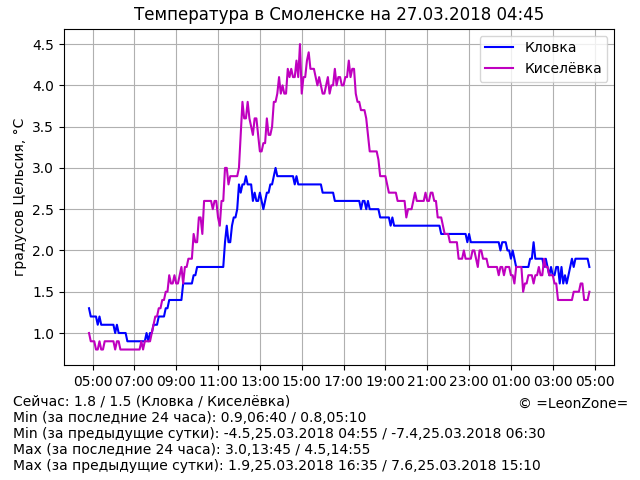 Температура в Смоленске на 27.03.2018 04:45
Кловка
Киселёвка
градусов Цельсия, °C
4.5
4.0
3.5
3.0
2.5
2.0
1.5
1.0
05:00 07:00 09:00 11:00 13:00 15:00 17:00 19:00 21:00 23:00 01:00 03:00 05:00
Сейчас: 1.8 / 1.5 (Кловка / Киселёвка)
© =LeonZone=
Min (за последние 24 часа): 0.9,06:40 / 0.8,05:10
Min (за предыдущие сутки): -4.5,25.03.2018 04:55 / -7.4,25.03.2018 06:30
Max (за последние 24 часа): 3.0,13:45 / 4.5,14:55
Max (за предыдущие сутки): 1.9,25.03.2018 16:35 / 7.6,25.03.2018 15:10